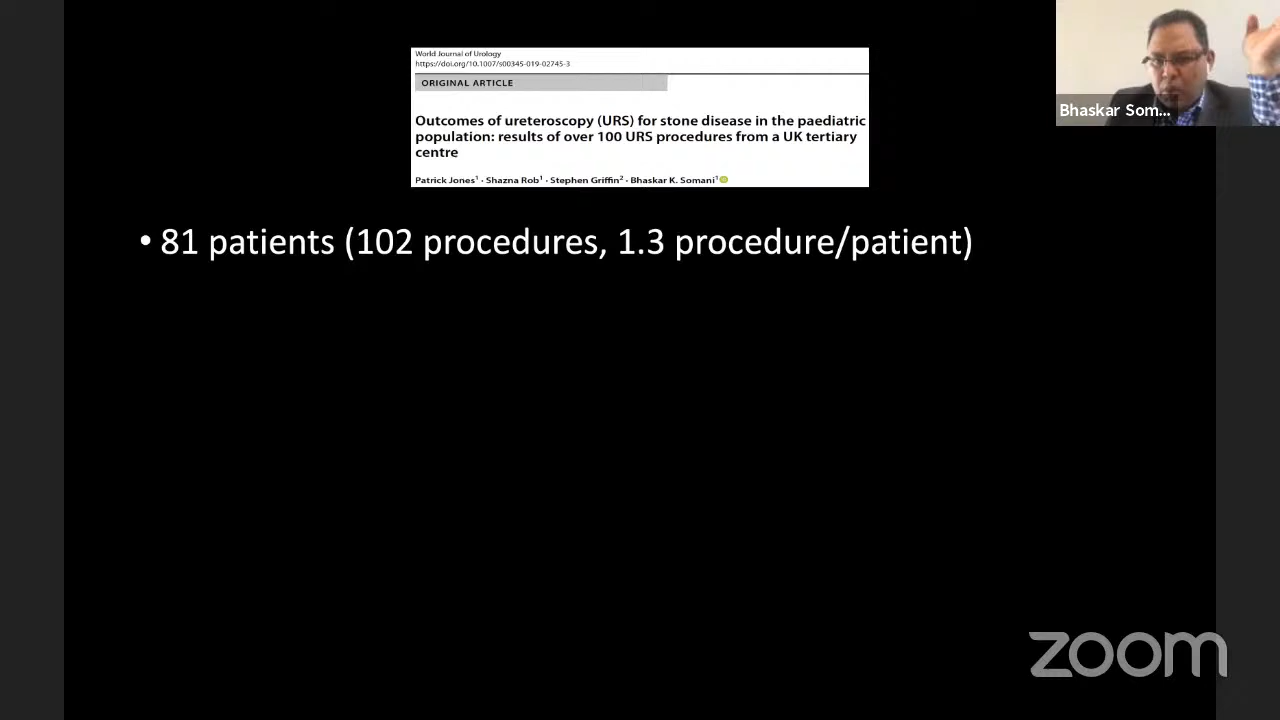 World Journal of Urology
https://doi.org/10.1007/s00345-019-02745-3
ORIGINAL ARTICLE
Outcomes of ureteroscopy (URS) for stone disease in the paediatric
population: results of over 100 URS procedures from a UK tertiary
centre
Patrick Jones1 · Shazna Rob1 · Stephen Griffin2 · Bhaskar K. Somani1
Bhaskar Som...
• 81 patients (102 procedures, 1.3 procedure/patient)
zoom